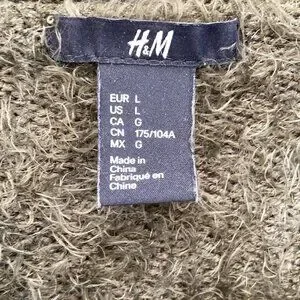 H&M
EUR L
US L
CA G
CN 175/104A
MX G
Made in
China
Fabriqué en
Chine